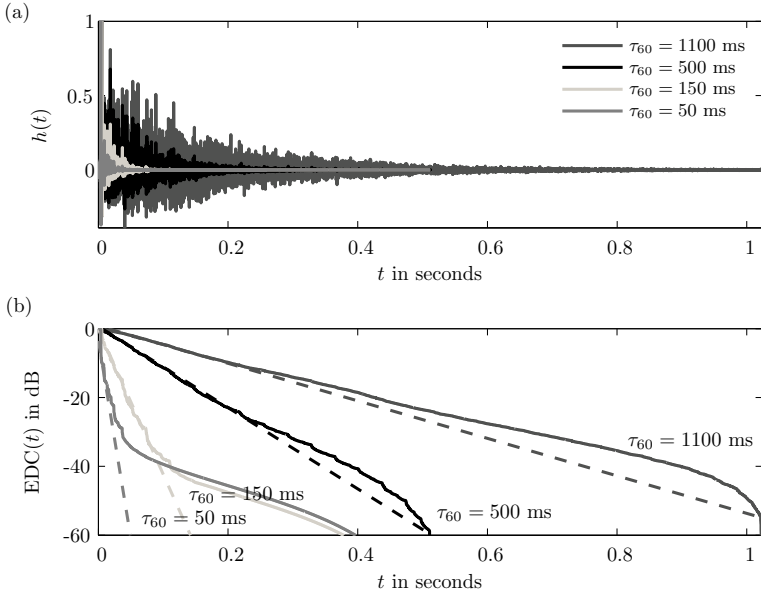 (a)
1
0.5
0
h(t)
τ60 = 1100 ms
τ60 = 500 ms
τ60 = 150 ms
τ60 = 50 ms
0 0.2 0.4 0.6 0.8 1
t in seconds
(b)
0
-20
-40
-60
EDC(t) in dB
τ60 = 1100 ms
τ60 = 150 ms
τ60 = 500 ms
τ60 = 50 ms
0 0.2 0.4 0.6 0.8 1
t in seconds